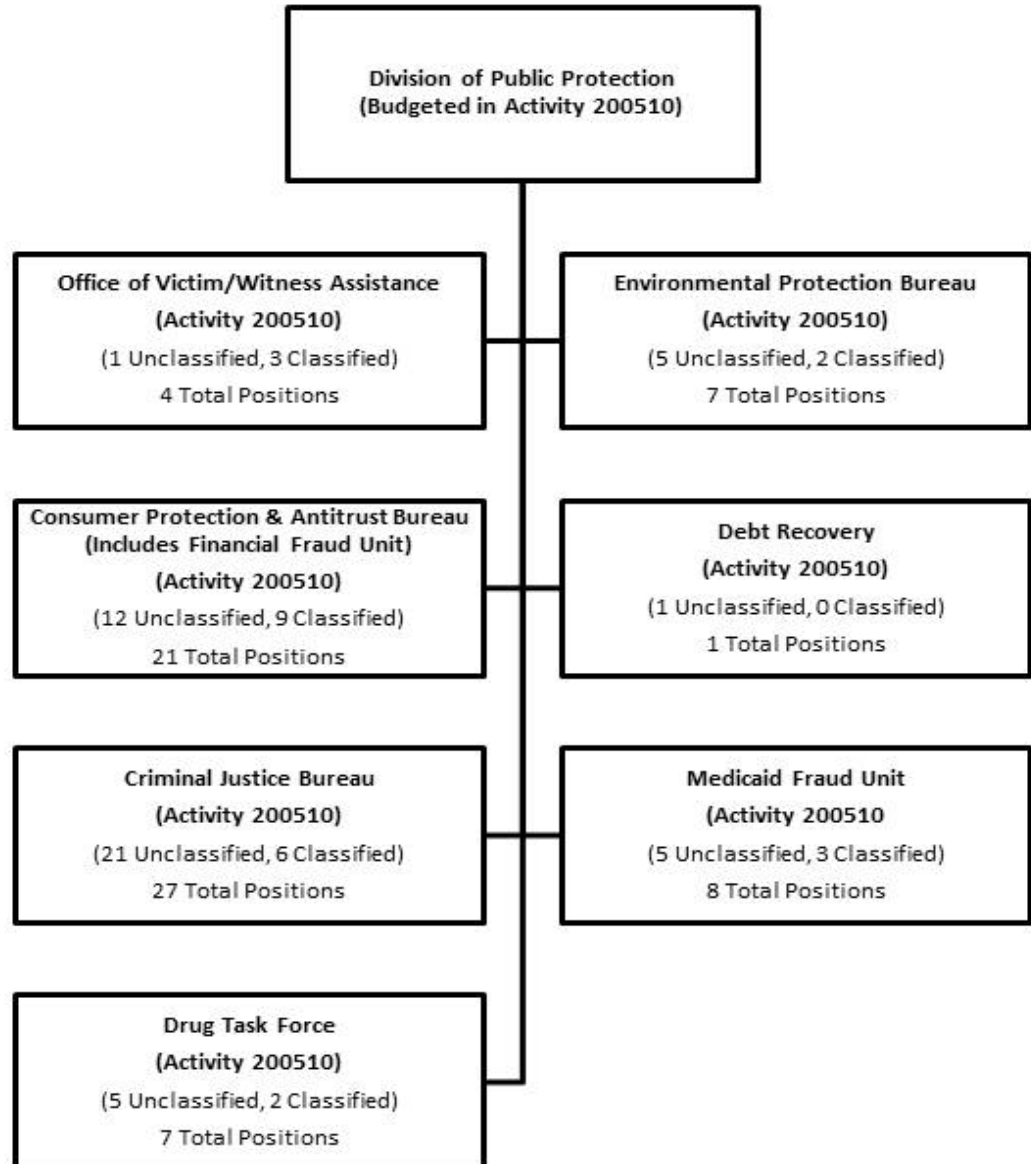 Division of Public Protection
(Budgeted in Activity 200510)
Office of Victim/Witness Assistance
(Activity 200510)
(1 Unclassified, 3 Classified)
4 Total Positions
Environmental Protection Bureau
(Activity 200510)
(5 Unclassified, 2 Classified)
7 Total Positions
Consumer Protection & Antitrust Bureau
(Includes Financial Fraud Unit)
(Activity 200510)
(12 Unclassified, 9 Classified)
21 Total Positions
Debt Recovery
(Activity 200510)
(1 Unclassified, 0 Classified)
1 Total Positions
Criminal Justice Bureau
(Activity 200510)
(21 Unclassified, 6 Classified)
27 Total Positions
Medicaid Fraud Unit
(Activity 200510
(5 Unclassified, 3 Classified)
8 Total Positions
Drug Task Force
(Activity 200510)
(5 Unclassified, 2 Classified)
7 Total Positions